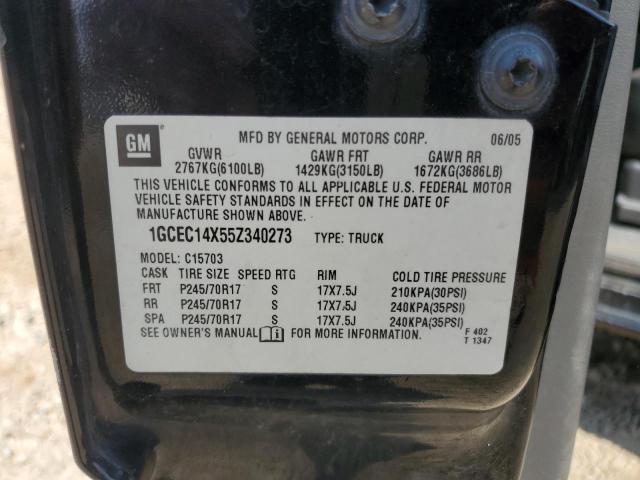 GM
MFD BY GENERAL MOTORS CORP. 06/05
GVWR GAWR FRT GAWR RR
2767KG(6100LB) 1429KG(3150LB) 1672KG(3686LB)
THIS VEHICLE CONFORMS TO ALL APPLICABLE U.S. FEDERAL MOTOR
VEHICLE SAFETY STANDARDS IN EFFECT ON THE DATE OF
MANUFACTURE SHOWN ABOVE.
1GCEC14X55Z340273 TYPE: TRUCK
MODEL: C15703
CASK TIRE SIZE SPEED RTG RIM COLD TIRE PRESSURE
FRT P245/70R17 S 17X7.5J 210KPA(30PSI)
RR P245/70R17 S 17X7.5J 240KPA(35PSI)
SPA P245/70R17 S 17X7.5J 240KPA(35PSI)
SEE OWNER'S MANUAL FOR MORE INFORMATION.
F 402
T 1347